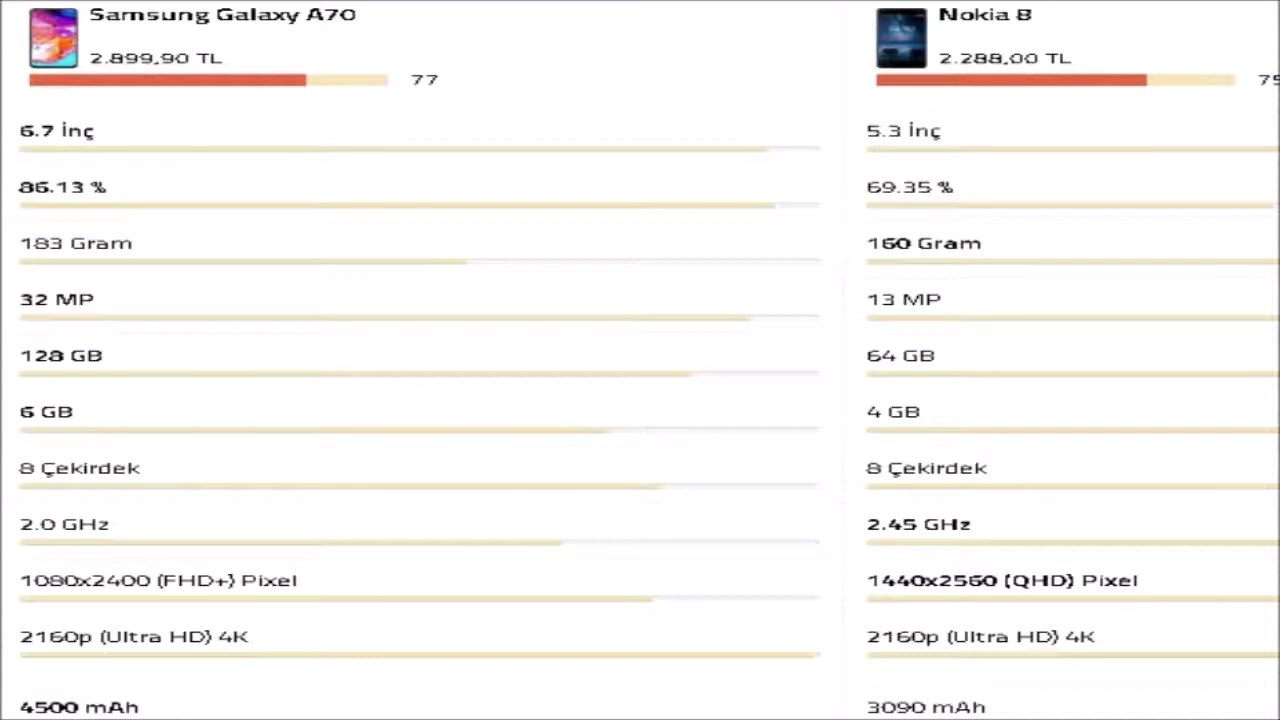 Samsung Galaxy A70
2.899,90 TL
77
6.7 İnç
86.13 %
183 Gram
32 MP
128 GB
6 GB
8 Çekirdek
2.0 GHz
1080x2400 (FHD+) Pixel
2160p (Ultra HD) 4K
4500 mAh
Nokia 8
2.288,00 TL
75
5.3 İnç
69.35 %
160 Gram
13 MP
64 GB
4 GB
8 Çekirdek
2.45 GHz
1440x2560 (QHD) Pixel
2160p (Ultra HD) 4K
3090 mAh